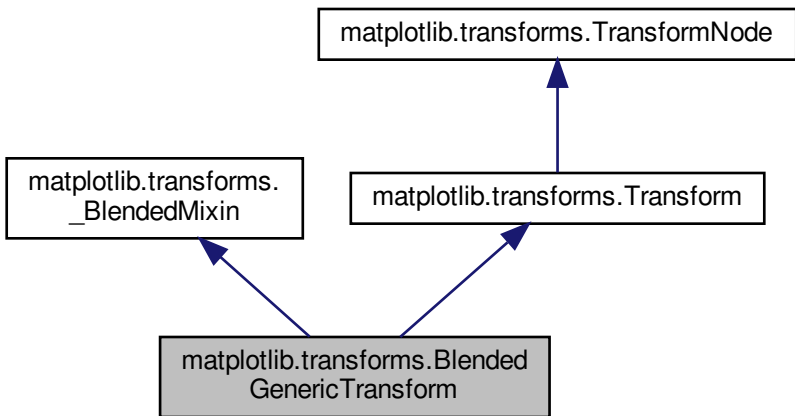 matplotlib.transforms.TransformNode
matplotlib.transforms.
_BlendedMixin
matplotlib.transforms.Transform
matplotlib.transforms.Blended
GenericTransform